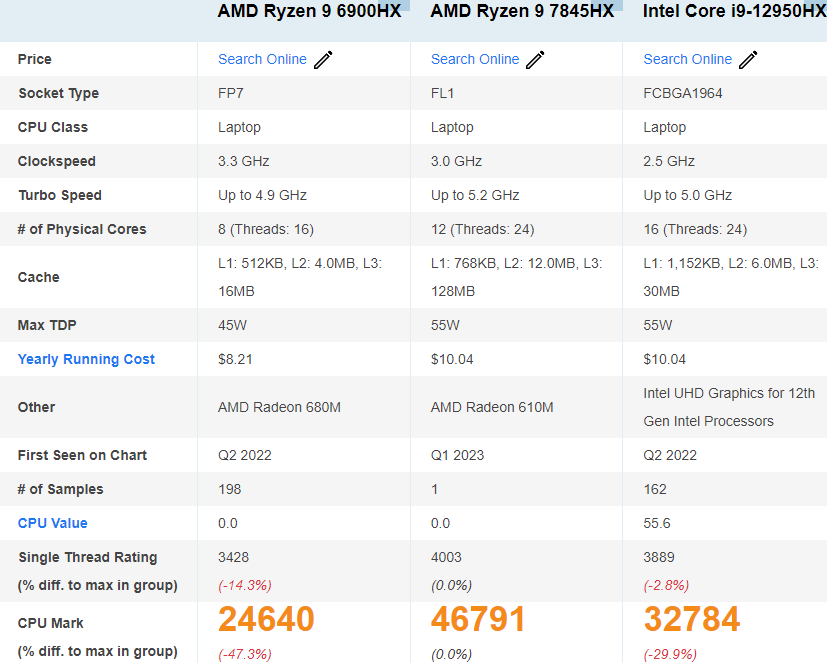 AMD Ryzen 9 6900HX AMD Ryzen 9 7845HX Intel Core i9-12950HX
Price Search Online Search Online Search Online
Socket Type FP7 FL1 FCBGA1964
CPU Class Laptop Laptop Laptop
Clockspeed 3.3 GHz 3.0 GHz 2.5 GHz
Turbo Speed Up to 4.9 GHz Up to 5.2 GHz Up to 5.0 GHz
# of Physical Cores 8 (Threads: 16) 12 (Threads: 24) 16 (Threads: 24)
Cache L1: 512KB, L2: 4.0MB, L3: L1: 768KB, L2: 12.0MB, L3: L1: 1,152KB, L2: 6.0MB, L3:
16MB 128MB 30MB
Max TDP 45W 55W 55W
Yearly Running Cost $8.21 $10.04 $10.04
Other AMD Radeon 680M AMD Radeon 610M Intel UHD Graphics for 12th
Gen Intel Processors
First Seen on Chart Q2 2022 Q1 2023 Q2 2022
# of Samples 198 1 162
CPU Value 0.0 0.0 55.6
Single Thread Rating 3428 4003 3889
(% diff. to max in group) (-14.3%) (0.0%) (-2.8%)
CPU Mark 24640 46791 32784
(% diff. to max in group) (-47.3%) (0.0%) (-29.9%)